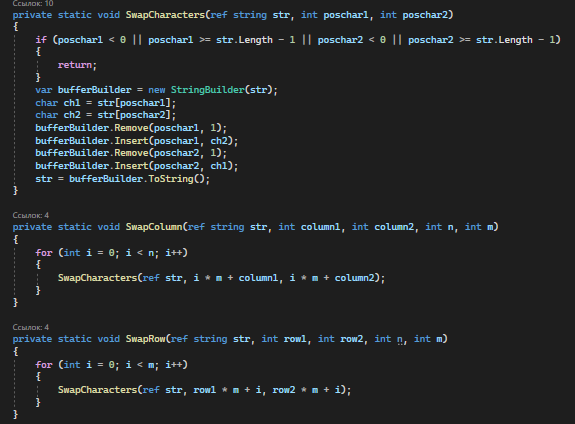 Ссылок: 10
private static void SwapCharacters(ref string str, int poschar1, int poschar2)
{
if (poschar1 < 0 || poschar1 >= str.Length - 1 || poschar2 < 0 || poschar2 >= str.Length - 1)
{
return;
}
var bufferBuilder = new StringBuilder(str);
char ch1 = str[poschar1];
char ch2 = str[poschar2];
bufferBuilder.Remove(poschar1, 1);
bufferBuilder.Insert(poschar1, ch2);
bufferBuilder.Remove(poschar2, 1);
bufferBuilder.Insert(poschar2, ch1);
str = bufferBuilder.ToString();
}
Ссылок: 4
private static void SwapColumn(ref string str, int column1, int column2, int n, int m)
{
for (int i = 0; i < n; i++)
{
SwapCharacters(ref str, i * m + column1, i * m + column2);
}
}
Ссылок: 4
private static void SwapRow(ref string str, int row1, int row2, int n, int m)
{
for (int i = 0; i < m; i++)
{
SwapCharacters(ref str, row1 * m + i, row2 * m + i);
}
}